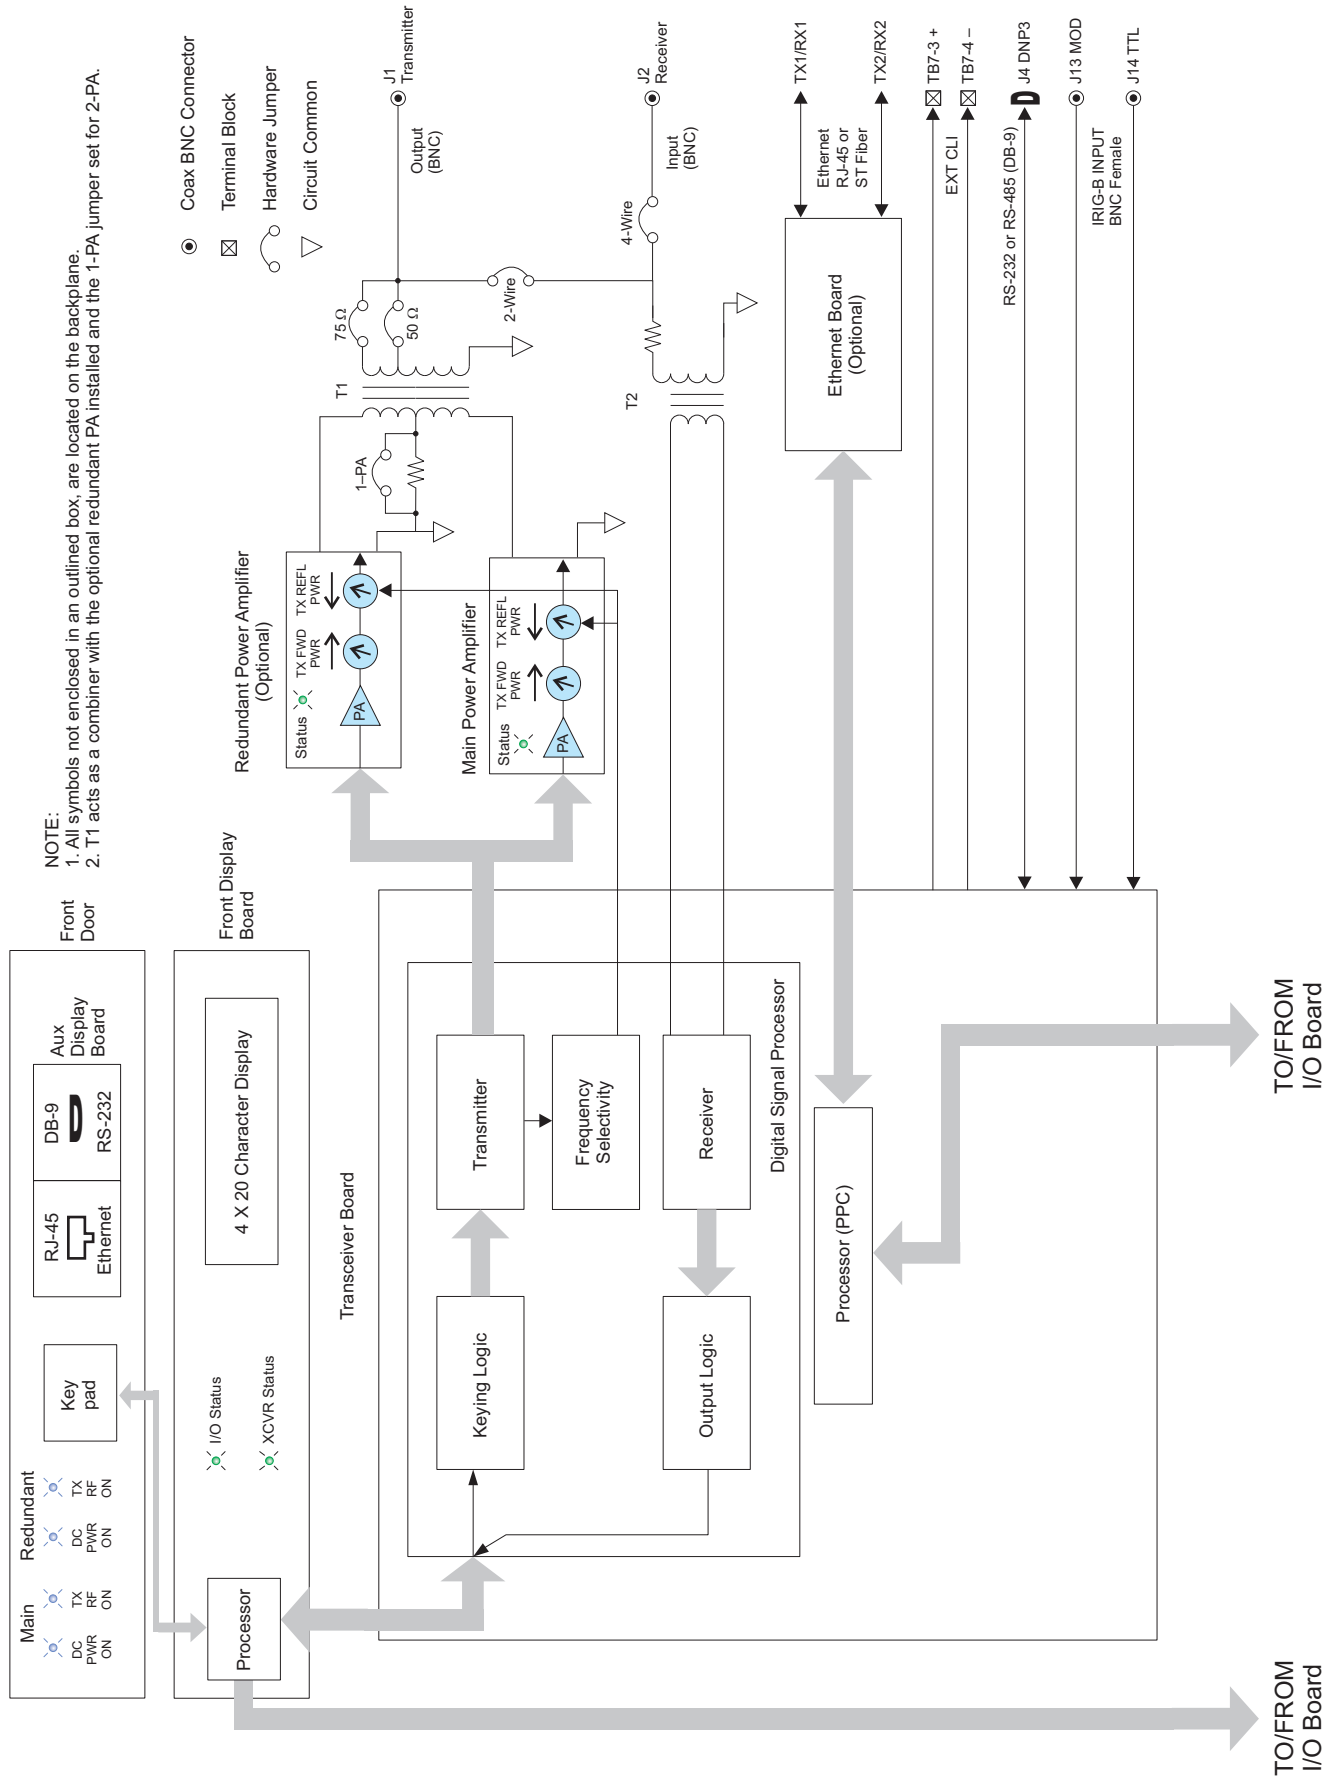 NOTE:
1. All symbols not enclosed in an outlined box, are located on the backplane.
2. T1 acts as a combiner with the optional redundant PA installed and the 1-PA jumper set for 2-PA.
Coax BNC Connector
Terminal Block
Hardware Jumper
Circuit Common
Front
Door
Main
DC
PWR
ON
TX
RF
ON
Redundant
DC
PWR
ON
TX
RF
ON
Key
pad
RJ-45
Ethernet
DB-9
RS-232
Aux
Display
Board
Front Display
Board
Processor
I/O Status
XCVR Status
4 X 20 Character Display
Redundant Power Amplifier
(Optional)
Status
TX FWD
PWR
TX REFL
PWR
PA
Main Power Amplifier
Status
TX FWD
PWR
TX REFL
PWR
PA
1–PA
T1
75 Ω
50 Ω
2-Wire
4-Wire
T2
Output
(BNC)
J1
Transmitter
Input
(BNC)
J2
Receiver
Transceiver Board
Keying Logic
Transmitter
Frequency
Selectivity
Output Logic
Receiver
Digital Signal Processor
Processor (PPC)
Ethernet Board
(Optional)
Ethernet
RJ-45 or
ST Fiber
TX1/RX1
TX2/RX2
EXT CLI
TB7-3 +
TB7-4 –
RS-232 or RS-485 (DB-9)
J4 DNP3
IRIG-B INPUT
BNC Female
J13 MOD
J14 TTL
TO/FROM
I/O Board
TO/FROM
I/O Board